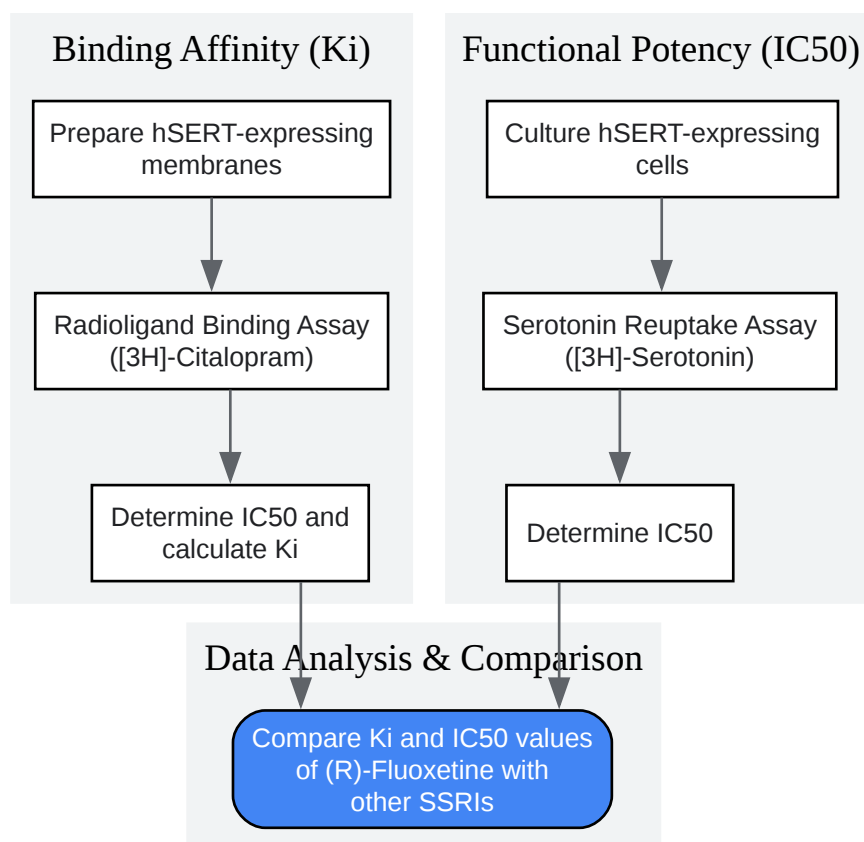 Binding Affinity (Ki)
Prepare hSERT-expressing
membranes
Radioligand Binding Assay
([3H]-Citalopram)
Determine IC50 and
calculate Ki
Functional Potency (IC50)
Culture hSERT-expressing
cells
Serotonin Reuptake Assay
([3H]-Serotonin)
Determine IC50
Data Analysis & Comparison
Compare Ki and IC50 values
of (R)-Fluoxetine with
other SSRIs